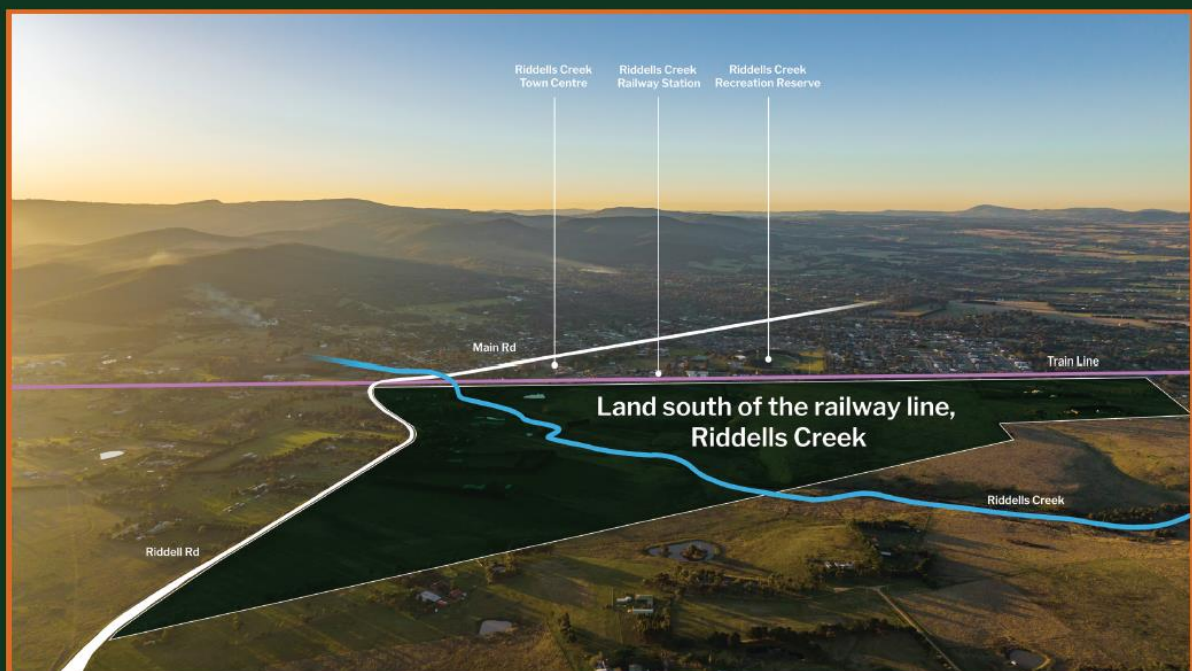 Riddells Creek
Town Centre
Riddells Creek
Railway Station
Riddells Creek
Recreation Reserve
Main Rd
Train Line
Land south of the railway line,
Riddells Creek
Riddells Creek
Riddell Rd